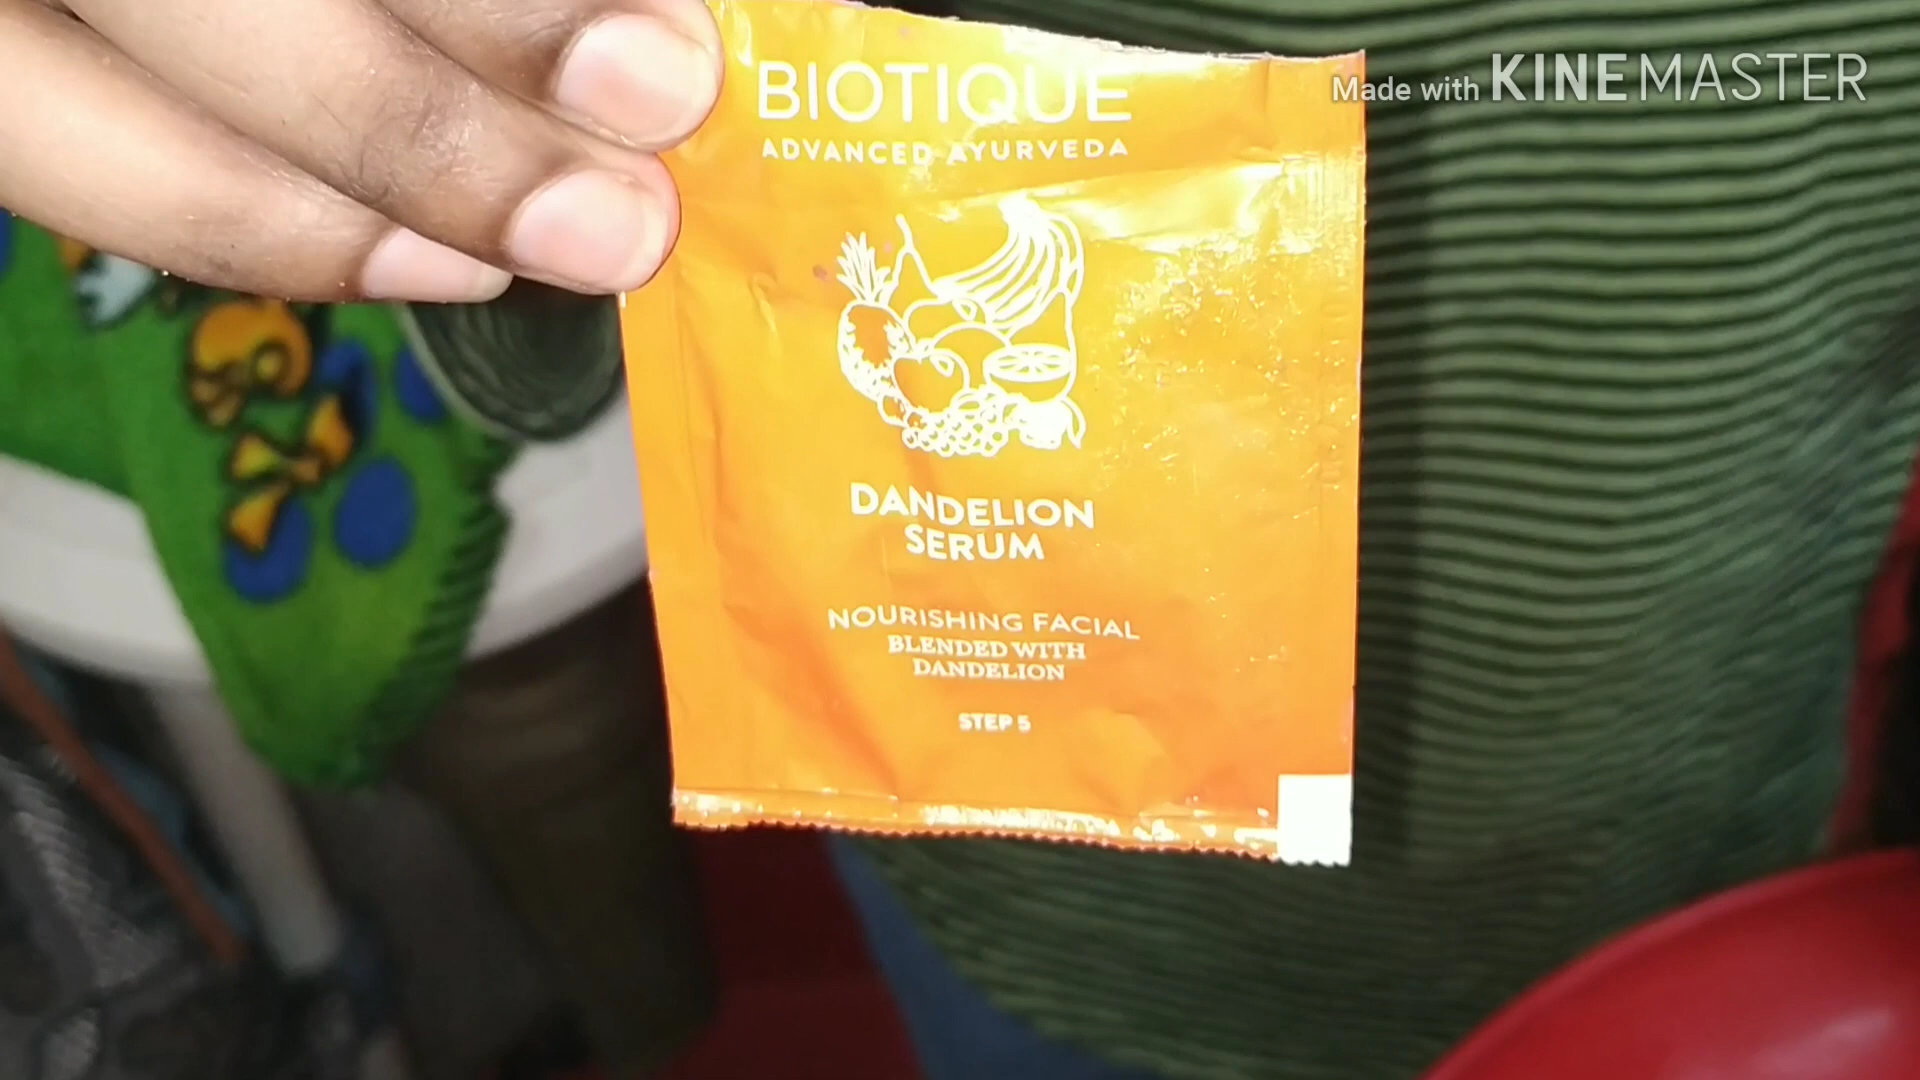 BIOTIQUE
ADVANCED AYURVEDA
DANDELION
SERUM
NOURISHING FACIAL
BLENDED WITH
DANDELION
STEP 5
Made with KINEMASTER